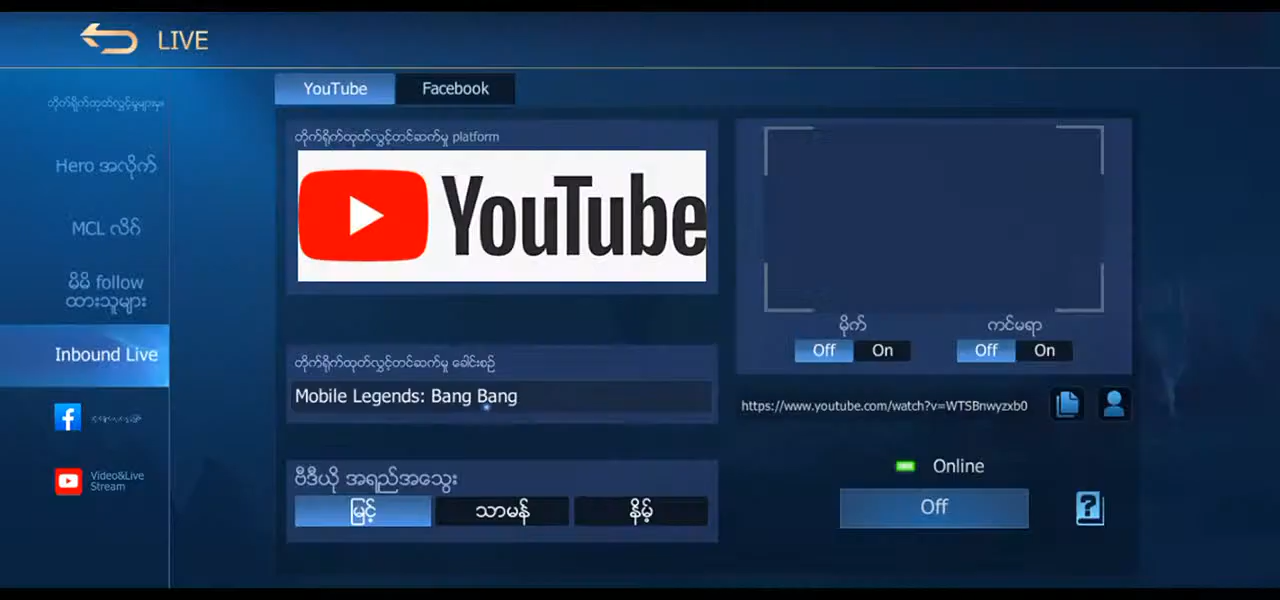 LIVE
YouTube
Facebook
တိုက်ရိုက်ထုတ်လွှင့်မှုများမှ
Hero အလိုက်
MCL လိဂ်
မိမိ follow
ထားသူများ
Inbound Live
Video&Live
Stream
တိုက်ရိုက်ထုတ်လွှင့်တင်ဆက်မှု platform
YouTube
တိုက်ရိုက်ထုတ်လွှင့်တင်ဆက်မှု ခေါင်းစဉ်
Mobile Legends: Bang Bang
ဗီဒီယို အရည်အသွေး
မြင့်
သာမန်
နိမ့်
မိုက်
ကင်မရာ
Off
On
Off
On
https://www.youtube.com/watch?v=WTSBnwyzxb0
Online
Off